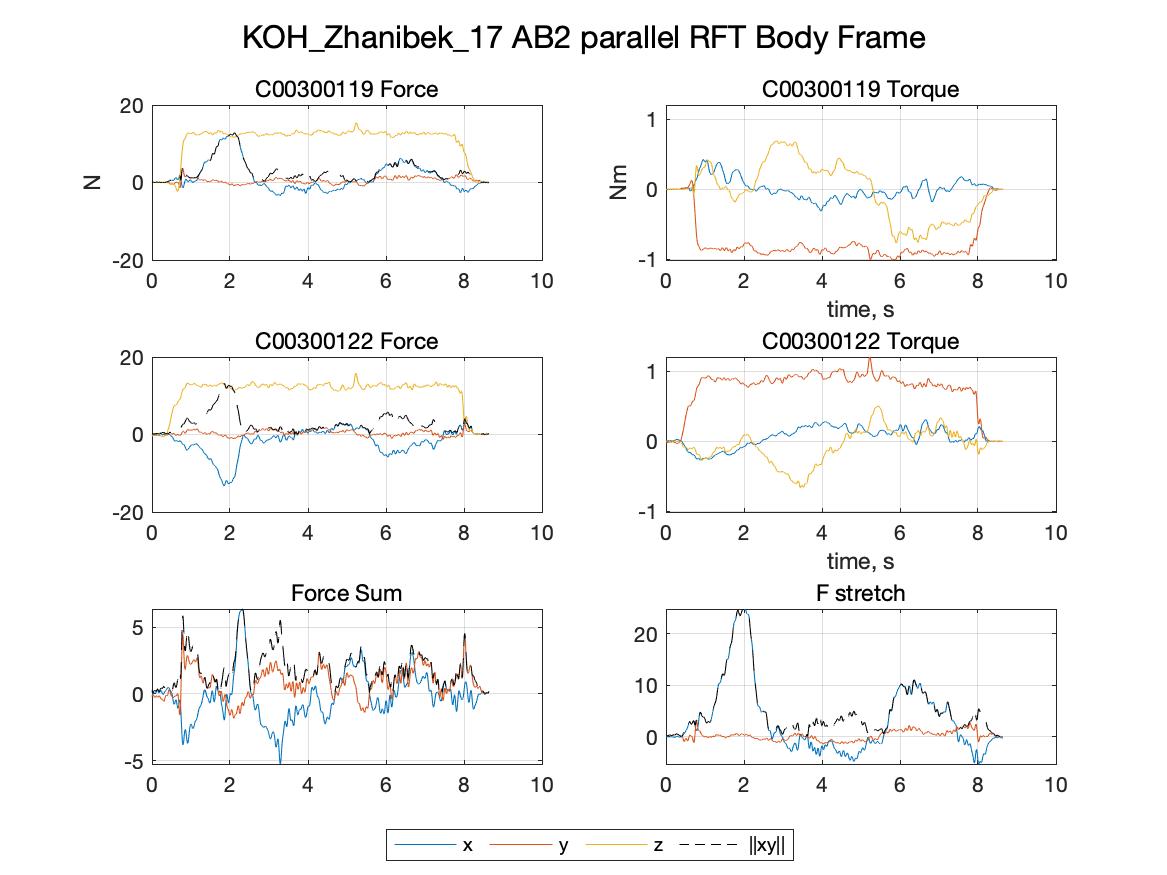 KOH_Zhanibek_17 AB2 parallel RFT Body Frame
C00300119 Force
20
0
-20
N
0 2 4 6 8 10
C00300119 Torque
1
0
-1
Nm
0 2 4 6 8 10
time, s
C00300122 Force
20
0
-20
0 2 4 6 8 10
C00300122 Torque
1
0
-1
0 2 4 6 8 10
time, s
Force Sum
5
0
-5
0 2 4 6 8 10
F stretch
20
10
0
0 2 4 6 8 10
x y z ||xy||